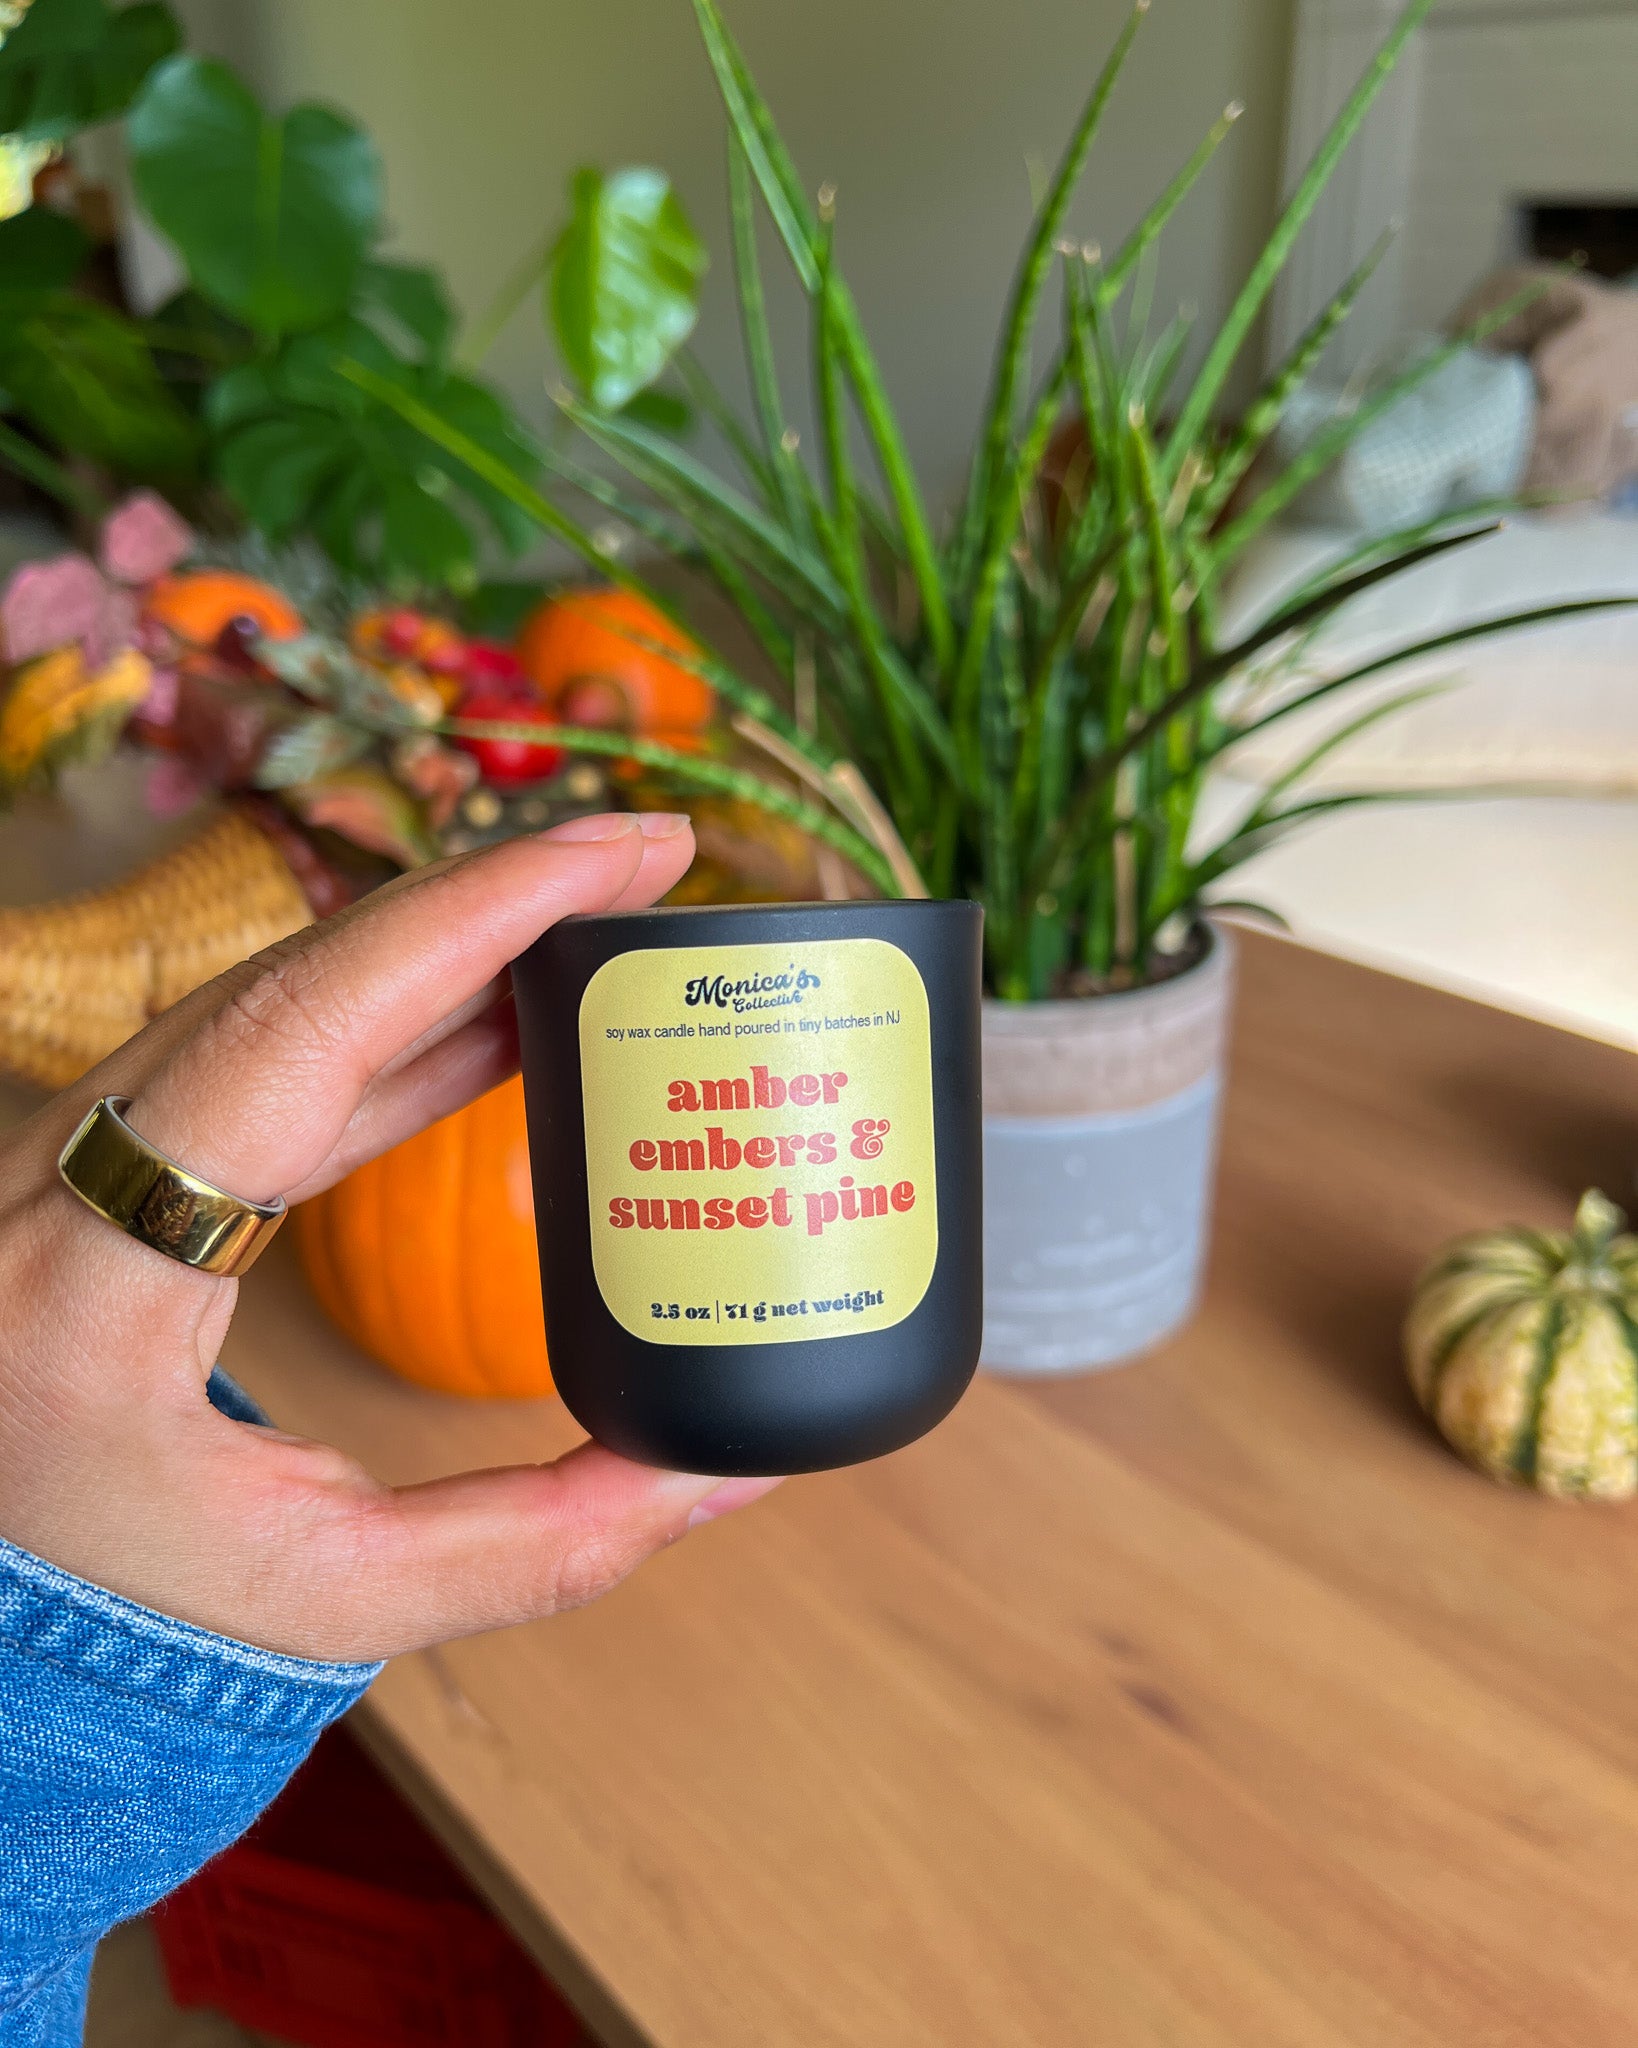 Monica's
Collective
soy wax candle hand poured in tiny batches in NJ
amber
embers &
sunset pine
2.5 oz | 71 g net weight